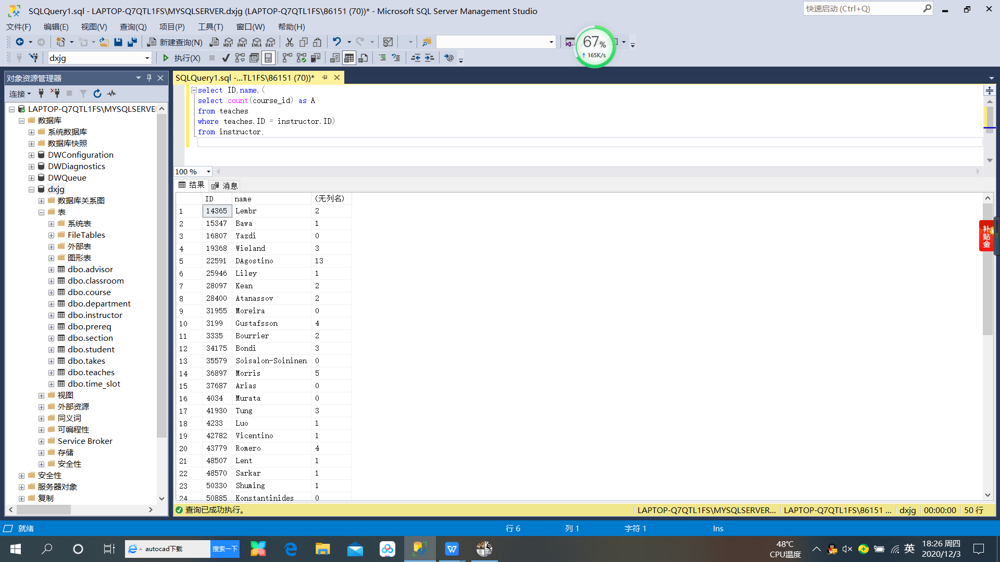 SQLQuery1.sql - LAPTOP-Q7QTL1FS\MYSQLSERVER.dxjg (LAPTOP-Q7QTL1FS\86151 (70))* - Microsoft SQL Server Management Studio
快速启动 (Ctrl+Q)
文件(F) 编辑(E) 视图(V) 查询(Q) 项目(P) 工具(T) 窗口(W) 帮助(H)
新建查询(N) MDX DMX XMLA DAX
67%
165K/s
dxjg 执行(X)
对象资源管理器
SQLQuery1.sql -...TL1FS\86151 (70))*
连接
LAPTOP-Q7QTL1FS\MYSQLSERVE
数据库
系统数据库
数据库快照
DWConfiguration
DWDiagnostics
DWQueue
dxjg
数据库关系图
表
系统表
FileTables
外部表
图形表
dbo.advisor
dbo.classroom
dbo.course
dbo.department
dbo.instructor
dbo.prereq
dbo.section
dbo.student
dbo.takes
dbo.teaches
dbo.time_slot
视图
外部资源
同义词
可编程性
Service Broker
存储
安全性
安全性
服务器对象
复制
select ID,name,(
select count(course_id) as A
from teaches
where teaches.ID = instructor.ID)
from instructor;
100 %
结果 消息
ID name (无列名)
1 14365 Lembr 2
2 15347 Bawa 1
3 16807 Yazdi 0
4 19368 Wieland 3
5 22591 DAgostino 13
6 25946 Liley 1
7 28097 Kean 2
8 28400 Atanassov 2
9 31955 Moreira 0
10 3199 Gustafsson 4
11 3335 Bourrier 2
12 34175 Bondi 3
13 35579 Soisalon-Soininen 0
14 36897 Morris 5
15 37687 Arias 0
16 4034 Murata 0
17 41930 Tung 3
18 4233 Luo 1
19 42782 Vicentino 1
20 43779 Romero 4
21 48507 Lent 1
22 48570 Sarkar 1
23 50330 Shuming 1
24 50885 Konstantinides 0
补贴金
查询已成功执行。 LAPTOP-Q7QTL1FS\MYSQLSERVER... LAPTOP-Q7QTL1FS\86151 ... dxjg 00:00:00 50 行
就绪 行 6 列 1 字符 1 Ins
autocad下载 搜索一下
48℃
CPU温度
英
18:26 周四
2020/12/3